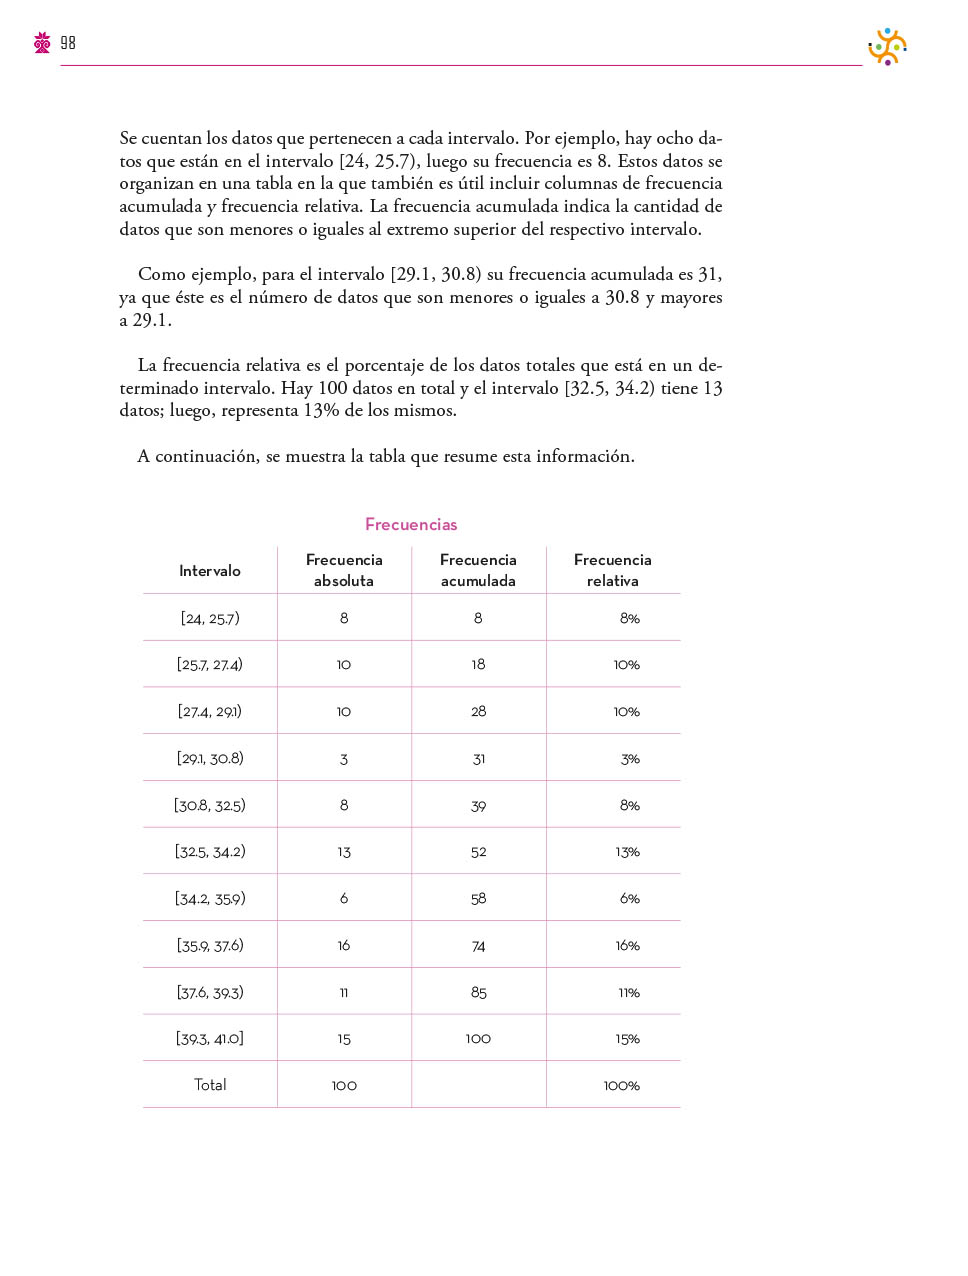 98
Se cuentan los datos que pertenecen a cada intervalo. Por ejemplo, hay ocho da-
tos que están en el intervalo [24, 25.7), luego su frecuencia es 8. Estos datos se
organizan en una tabla en la que también es útil incluir columnas de frecuencia
acumulada y frecuencia relativa. La frecuencia acumulada indica la cantidad de
datos que son menores o iguales al extremo superior del respectivo intervalo.
Como ejemplo, para el intervalo [29.1, 30.8) su frecuencia acumulada es 31,
ya que éste es el número de datos que son menores o iguales a 30.8 y mayores
a 29.1.
La frecuencia relativa es el porcentaje de los datos totales que está en un de-
terminado intervalo. Hay 100 datos en total y el intervalo [32.5, 34.2) tiene 13
datos; luego, representa 13% de los mismos.
A continuación, se muestra la tabla que resume esta información.
Frecuencias
Intervalo Frecuencia absoluta Frecuencia acumulada Frecuencia relativa
[24, 25.7) 8 8 8%
[25.7, 27.4) 10 18 10%
[27.4, 29.1) 10 28 10%
[29.1, 30.8) 3 31 3%
[30.8, 32.5) 8 39 8%
[32.5, 34.2) 13 52 13%
[34.2, 35.9) 6 58 6%
[35.9, 37.6) 16 74 16%
[37.6, 39.3) 11 85 11%
[39.3, 41.0] 15 100 15%
Total 100 100%